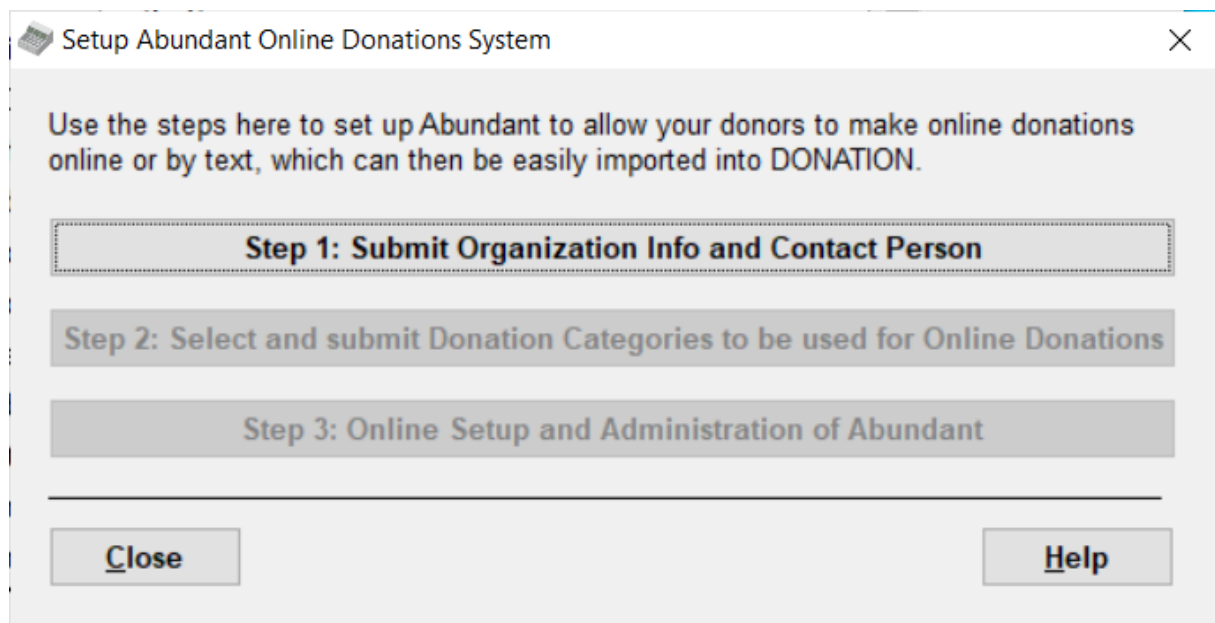 Setup Abundant Online Donations System
Use the steps here to set up Abundant to allow your donors to make online donations
online or by text, which can then be easily imported into DONATION.
Step 1: Submit Organization Info and Contact Person
Step 2: Select and submit Donation Categories to be used for Online Donations
Step 3: Online Setup and Administration of Abundant
Close
Help